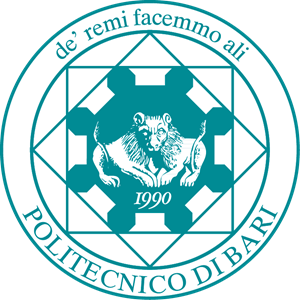 de' remi facemmo ali
1990
POLITECNICO DI BARI